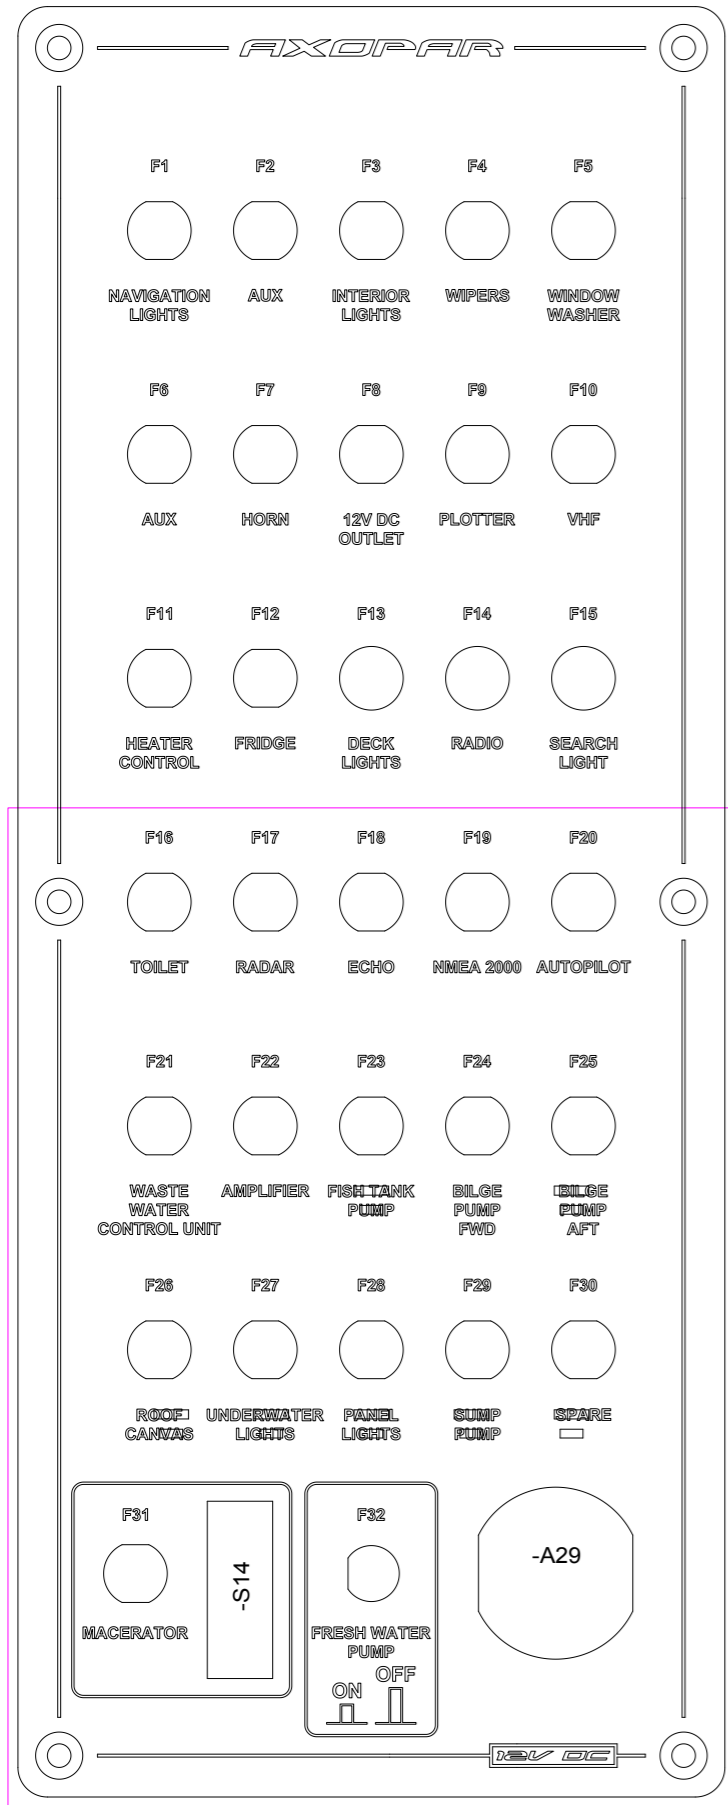 AXOPAR
F1 F2 F3 F4 F5
NAVIGATION AUX INTERIOR WIPERS WINDOW
LIGHTS LIGHTS WASHER
F6 F7 F8 F9 F10
AUX HORN 12V DC PLOTTER VHF
OUTLET
F11 F12 F13 F14 F15
HEATER FRIDGE DECK RADIO SEARCH
CONTROL LIGHTS LIGHT
F16 F17 F18 F19 F20
TOILET RADAR ECHO NMEA 2000 AUTOPILOT
F21 F22 F23 F24 F25
WASTE AMPLIFIER FISH TANK BILGE BILGE
WATER PUMP PUMP PUMP
CONTROL UNIT FWD AFT
F26 F27 F28 F29 F30
ROOF UNDERWATER PANEL SUMP SPARE
CANVAS LIGHTS LIGHTS PUMP
F31 F32
-A29
-S14
MACERATOR FRESH WATER
PUMP
ON OFF
12V DC